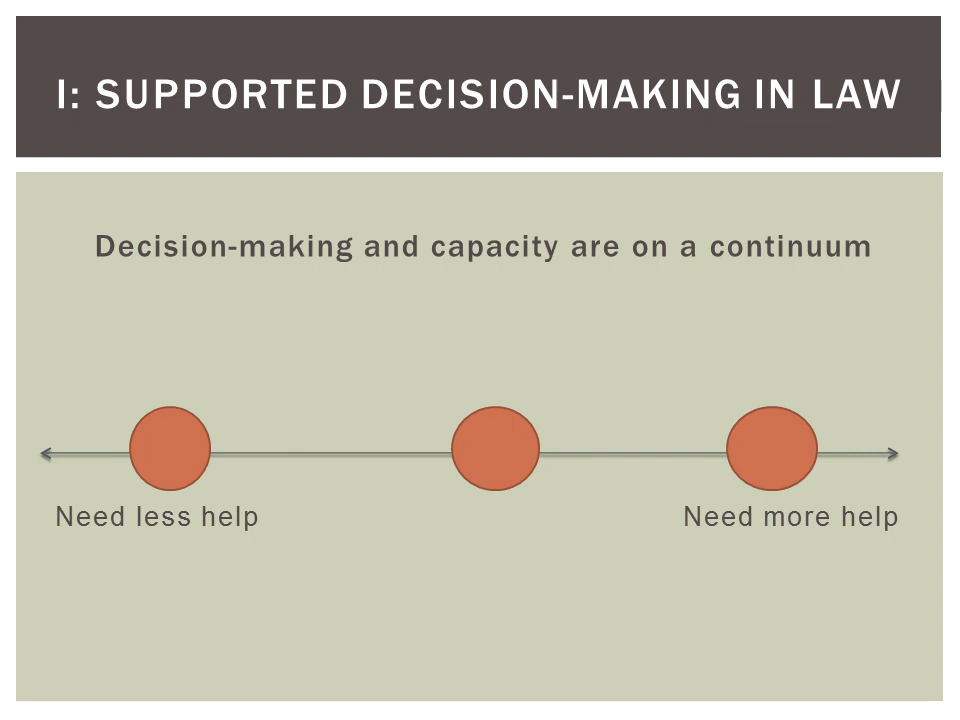 I: SUPPORTED DECISION-MAKING IN LAW
Decision-making and capacity are on a continuum
Need less help
Need more help